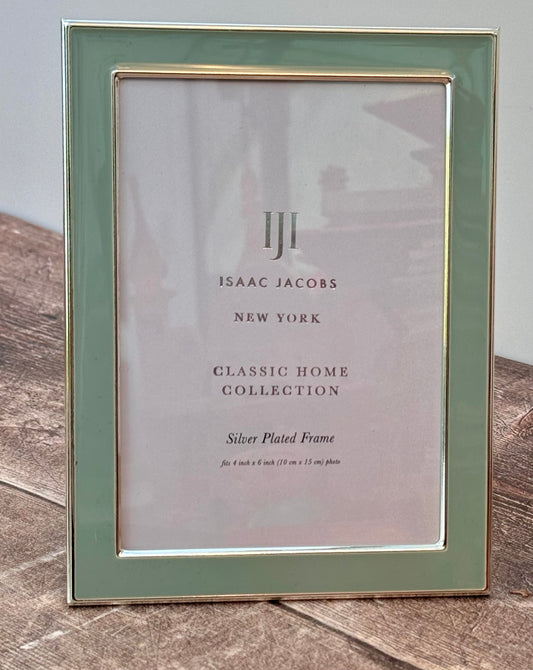 IJI
ISAAC JACOBS
NEW YORK
CLASSIC HOME
COLLECTION
Silver Plated Frame
fits 4 inch x 6 inch (10 cm x 15 cm) photo